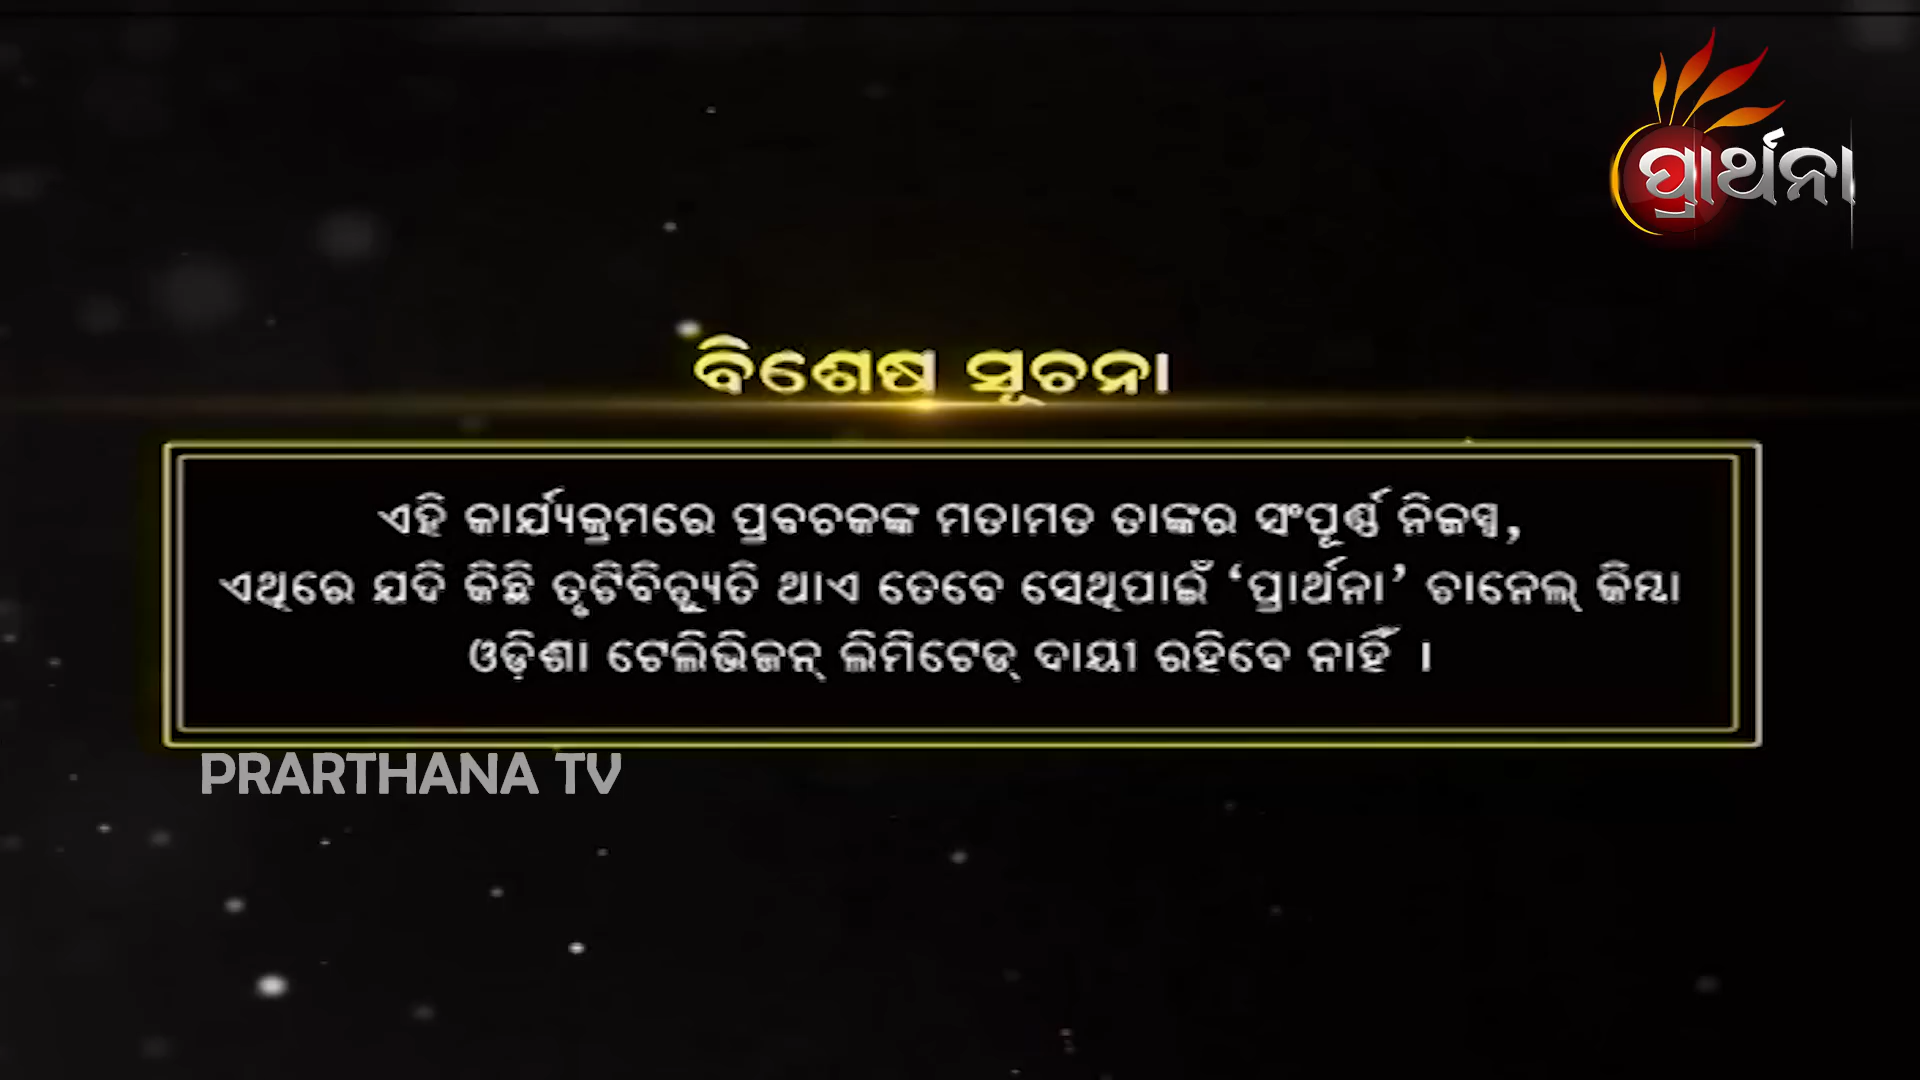 ପ୍ରାର୍ଥନା
ବିଶେଷ ସୂଚନା
ଏହି କାର୍ଯ୍ୟକ୍ରମରେ ପ୍ରବଚକଙ୍କ ମତାମତ ତାଙ୍କର ସଂପୂର୍ଣ୍ଣ ନିଜସ୍ୱ,
ଏଥିରେ ଯଦି କିଛି ତୃଟିବିଚ୍ୟୁତି ଥାଏ ତେବେ ସେଥିପାଇଁ ‘ପ୍ରାର୍ଥନା’ ଚାନେଲ୍ କିମ୍ବା
ଓଡ଼ିଶା ଟେଲିଭିଜନ୍ ଲିମିଟେଡ୍ ଦାୟୀ ରହିବେ ନାହିଁ ।
PRARTHANA TV